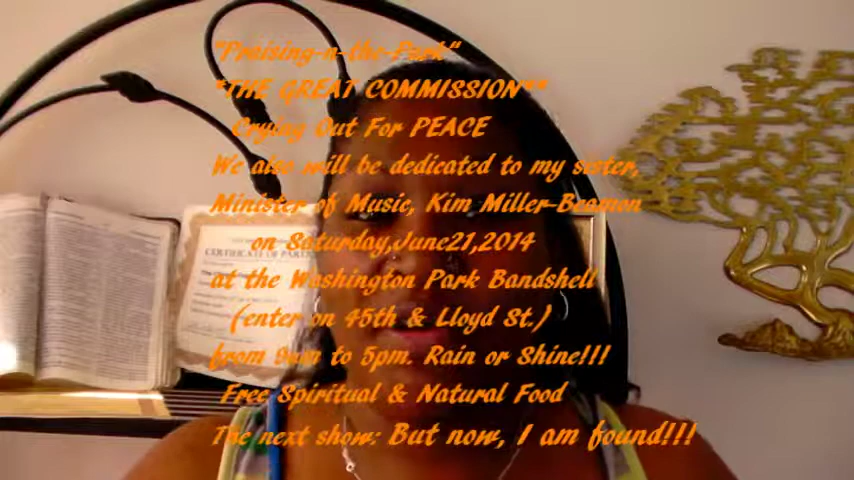 "Praising-n-the-Park"
*THE GREAT COMMISSION**
Crying Out For PEACE
We also will be dedicated to my sister,
Minister of Music, Kim Miller-Beamon
on Saturday,June21,2014
at the Washington Park Bandshell
(enter on 45th & Lloyd St.)
from 9am to 5pm. Rain or Shine!!!
Free Spiritual & Natural Food
The next show: But now, I am found!!!
CERTIFICATE OF